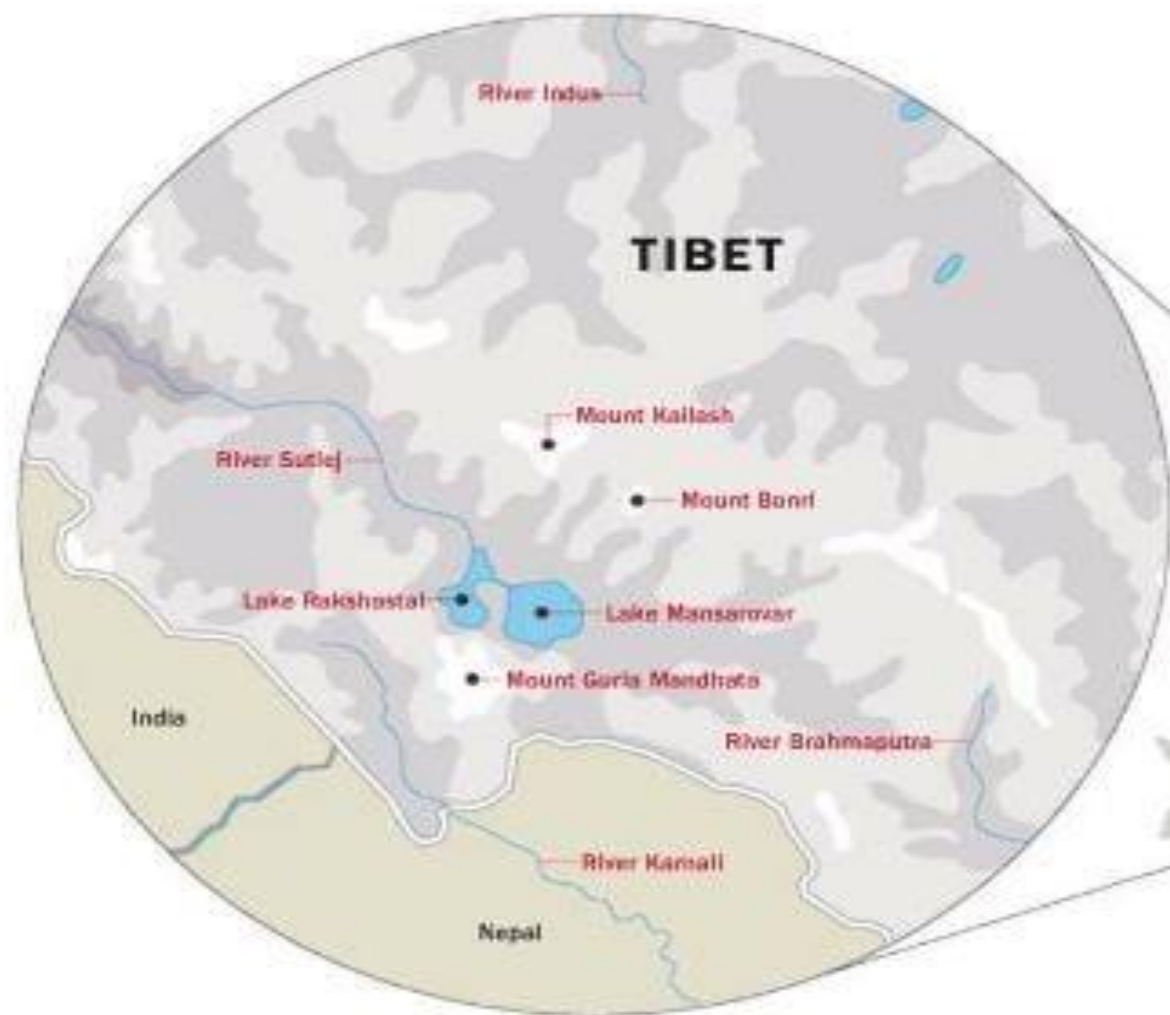 River Indus
TIBET
Mount Kailash
River Sutlej
Mount Bonri
Lake Rakshastal
Lake Mansarovar
Mount Gurla Mandhata
India
River Brahmaputra
River Karnali
Nepal